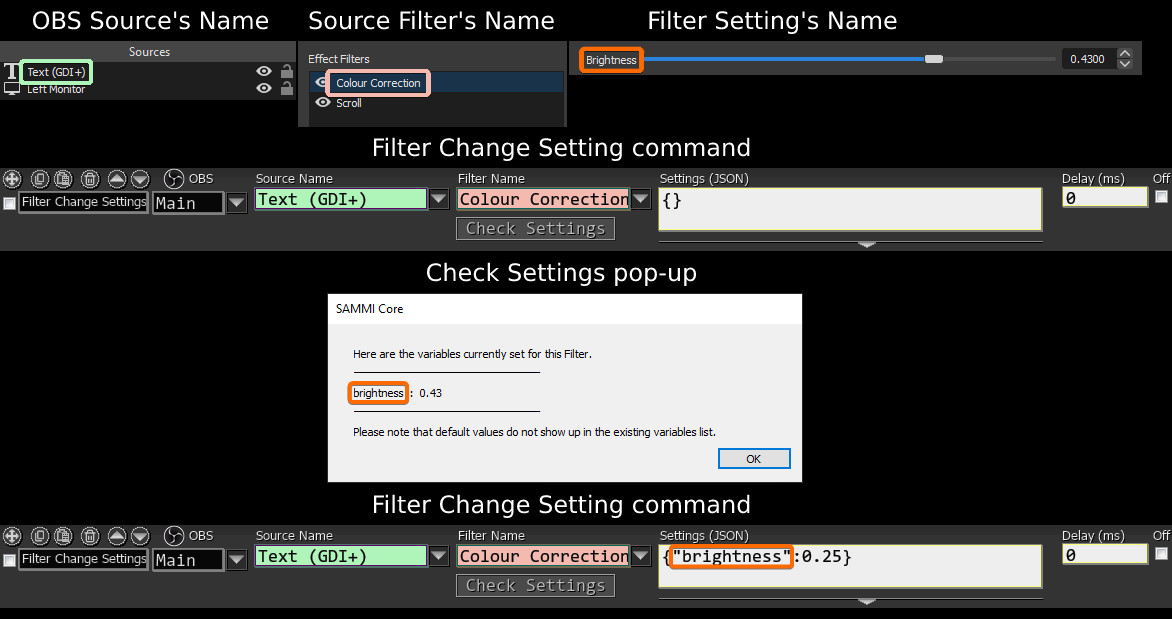 OBS Source's Name
Source Filter's Name
Filter Setting's Name
Sources
Text (GDI+)
Left Monitor
Effect Filters
Colour Correction
Scroll
Brightness
0.4300
Filter Change Setting command
OBS
Source Name
Filter Name
Settings (JSON)
Delay (ms)
Off
Filter Change Settings
Main
Text (GDI+)
Colour Correction
{}
0
Check Settings
Check Settings pop-up
SAMMI Core
Here are the variables currently set for this Filter.
brightness : 0.43
Please note that default values do not show up in the existing variables list.
OK
Filter Change Setting command
OBS
Source Name
Filter Name
Settings (JSON)
Delay (ms)
Off
Filter Change Settings
Main
Text (GDI+)
Colour Correction
{"brightness":0.25}
0
Check Settings